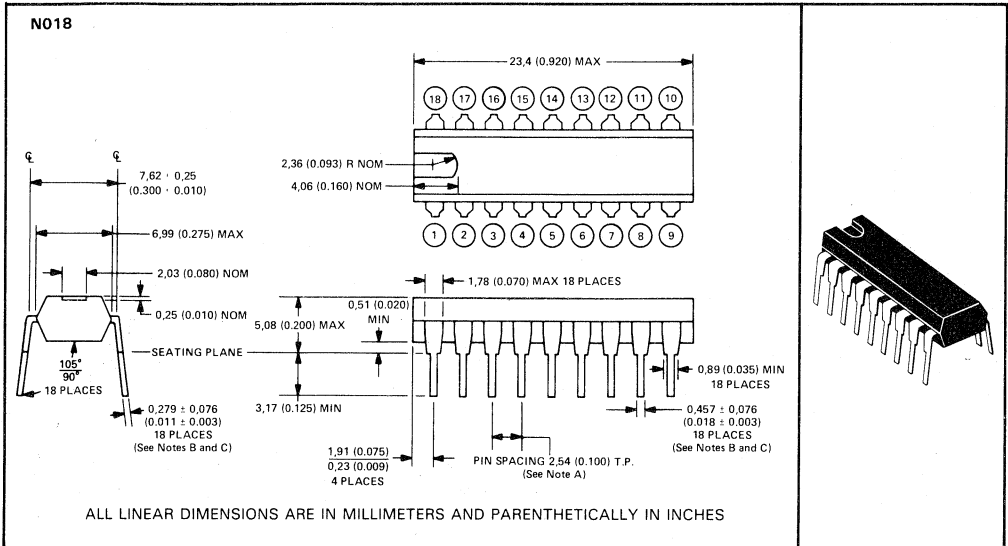 N018
23,4 (0.920) MAX
18 17 16 15 14 13 12 11 10
℄ ℄
7,62 · 0,25
(0.300 · 0.010)
2,36 (0.093) R NOM
4,06 (0.160) NOM
6,99 (0.275) MAX
1 2 3 4 5 6 7 8 9
2,03 (0.080) NOM
1,78 (0.070) MAX 18 PLACES
0,51 (0.020)
MIN
0,25 (0.010) NOM
5,08 (0.200) MAX
SEATING PLANE
105°
90°
18 PLACES
0,89 (0.035) MIN
18 PLACES
3,17 (0.125) MIN
0,279 ± 0,076
(0.011 ± 0.003)
18 PLACES
(See Notes B and C)
0,457 ± 0,076
(0.018 ± 0.003)
18 PLACES
(See Notes B and C)
1,91 (0.075)
0,23 (0.009)
4 PLACES
PIN SPACING 2,54 (0.100) T.P.
(See Note A)
ALL LINEAR DIMENSIONS ARE IN MILLIMETERS AND PARENTHETICALLY IN INCHES